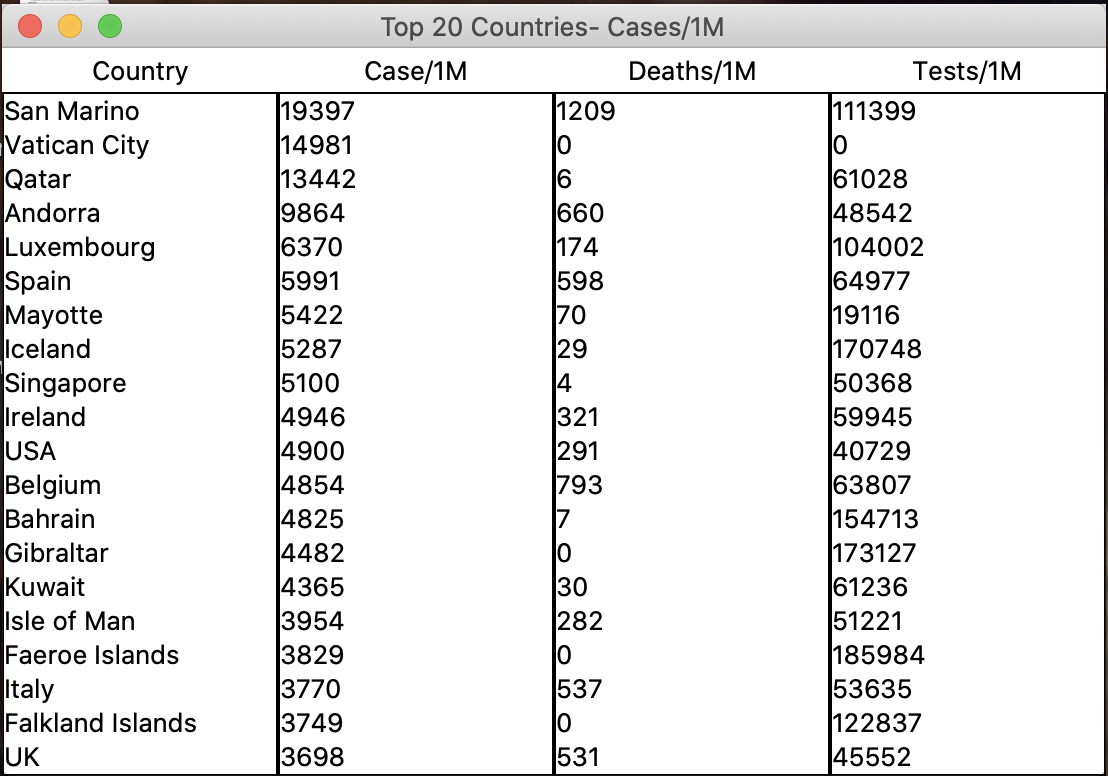 Top 20 Countries- Cases/1M
Country Case/1M Deaths/1M Tests/1M
San Marino 19397 1209 111399
Vatican City 14981 0 0
Qatar 13442 6 61028
Andorra 9864 660 48542
Luxembourg 6370 174 104002
Spain 5991 598 64977
Mayotte 5422 70 19116
Iceland 5287 29 170748
Singapore 5100 4 50368
Ireland 4946 321 59945
USA 4900 291 40729
Belgium 4854 793 63807
Bahrain 4825 7 154713
Gibraltar 4482 0 173127
Kuwait 4365 30 61236
Isle of Man 3954 282 51221
Faeroe Islands 3829 0 185984
Italy 3770 537 53635
Falkland Islands 3749 0 122837
UK 3698 531 45552